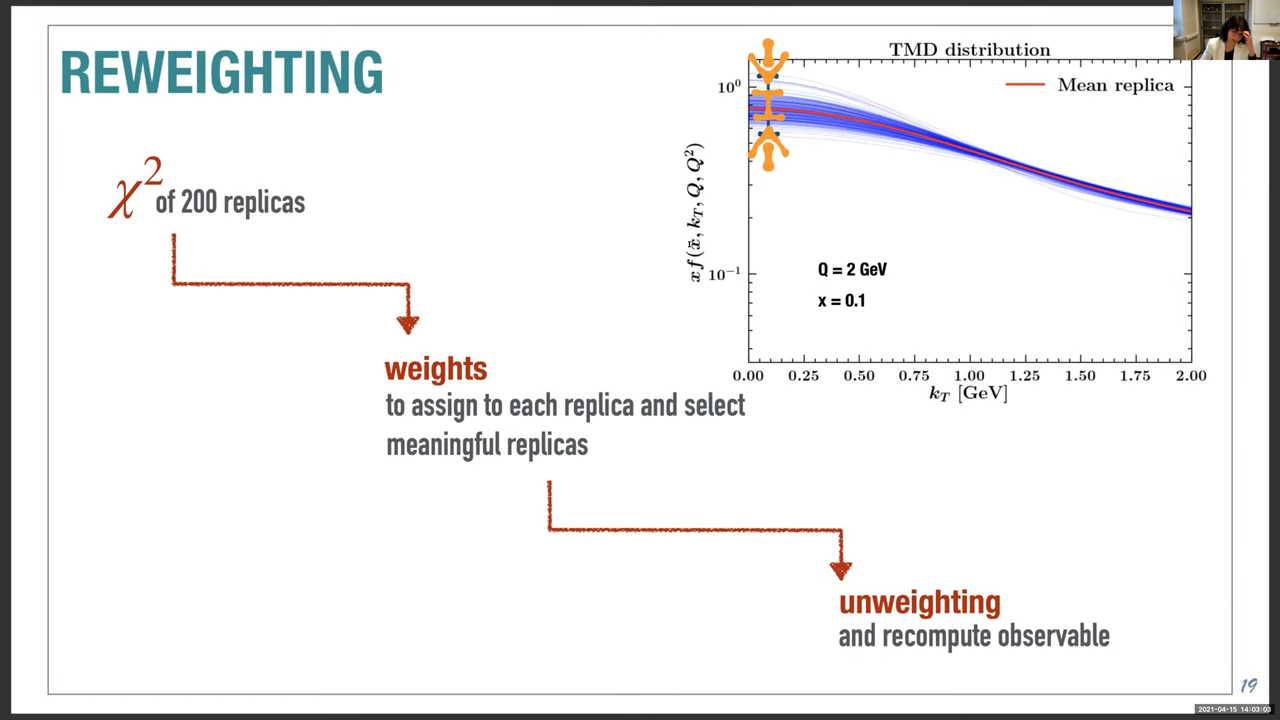 REWEIGHTING
χ² of 200 replicas
weights
to assign to each replica and select
meaningful replicas
unweighting
and recompute observable
TMD distribution
Mean replica
10⁰
10⁻¹
x f(x̄, k_T, Q, Q²)
Q = 2 GeV
x = 0.1
0.00 0.25 0.50 0.75 1.00 1.25 1.50 1.75 2.00
k_T [GeV]
19
2021-04-15 14:03:03